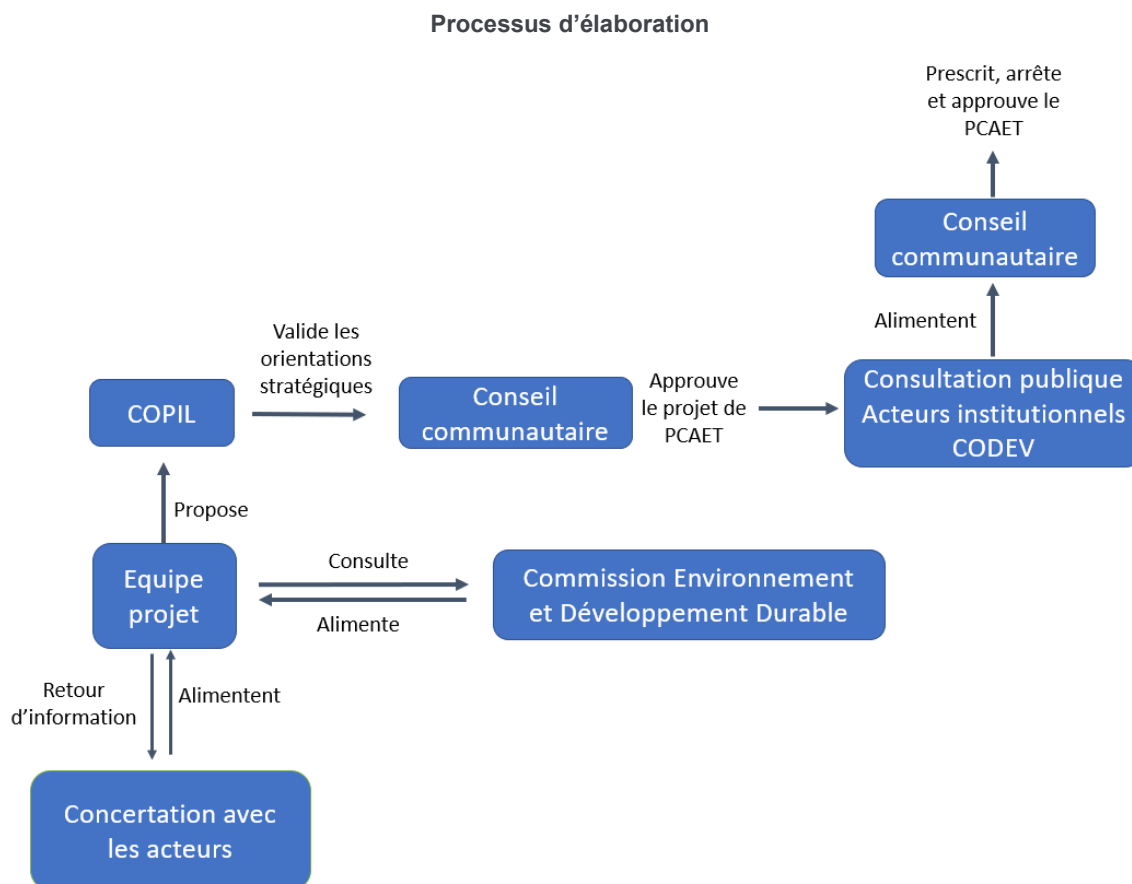 Processus d'élaboration
Prescrit, arrête
et approuve le
PCAET
Conseil
communautaire
Alimentent
Valide les
orientations
stratégiques
COPIL
Conseil
communautaire
Approuve
le projet de
PCAET
Consultation publique
Acteurs institutionnels
CODEV
Propose
Equipe
projet
Consulte
Alimente
Commission Environnement
et Développement Durable
Retour
d'information
Alimentent
Concertation avec
les acteurs